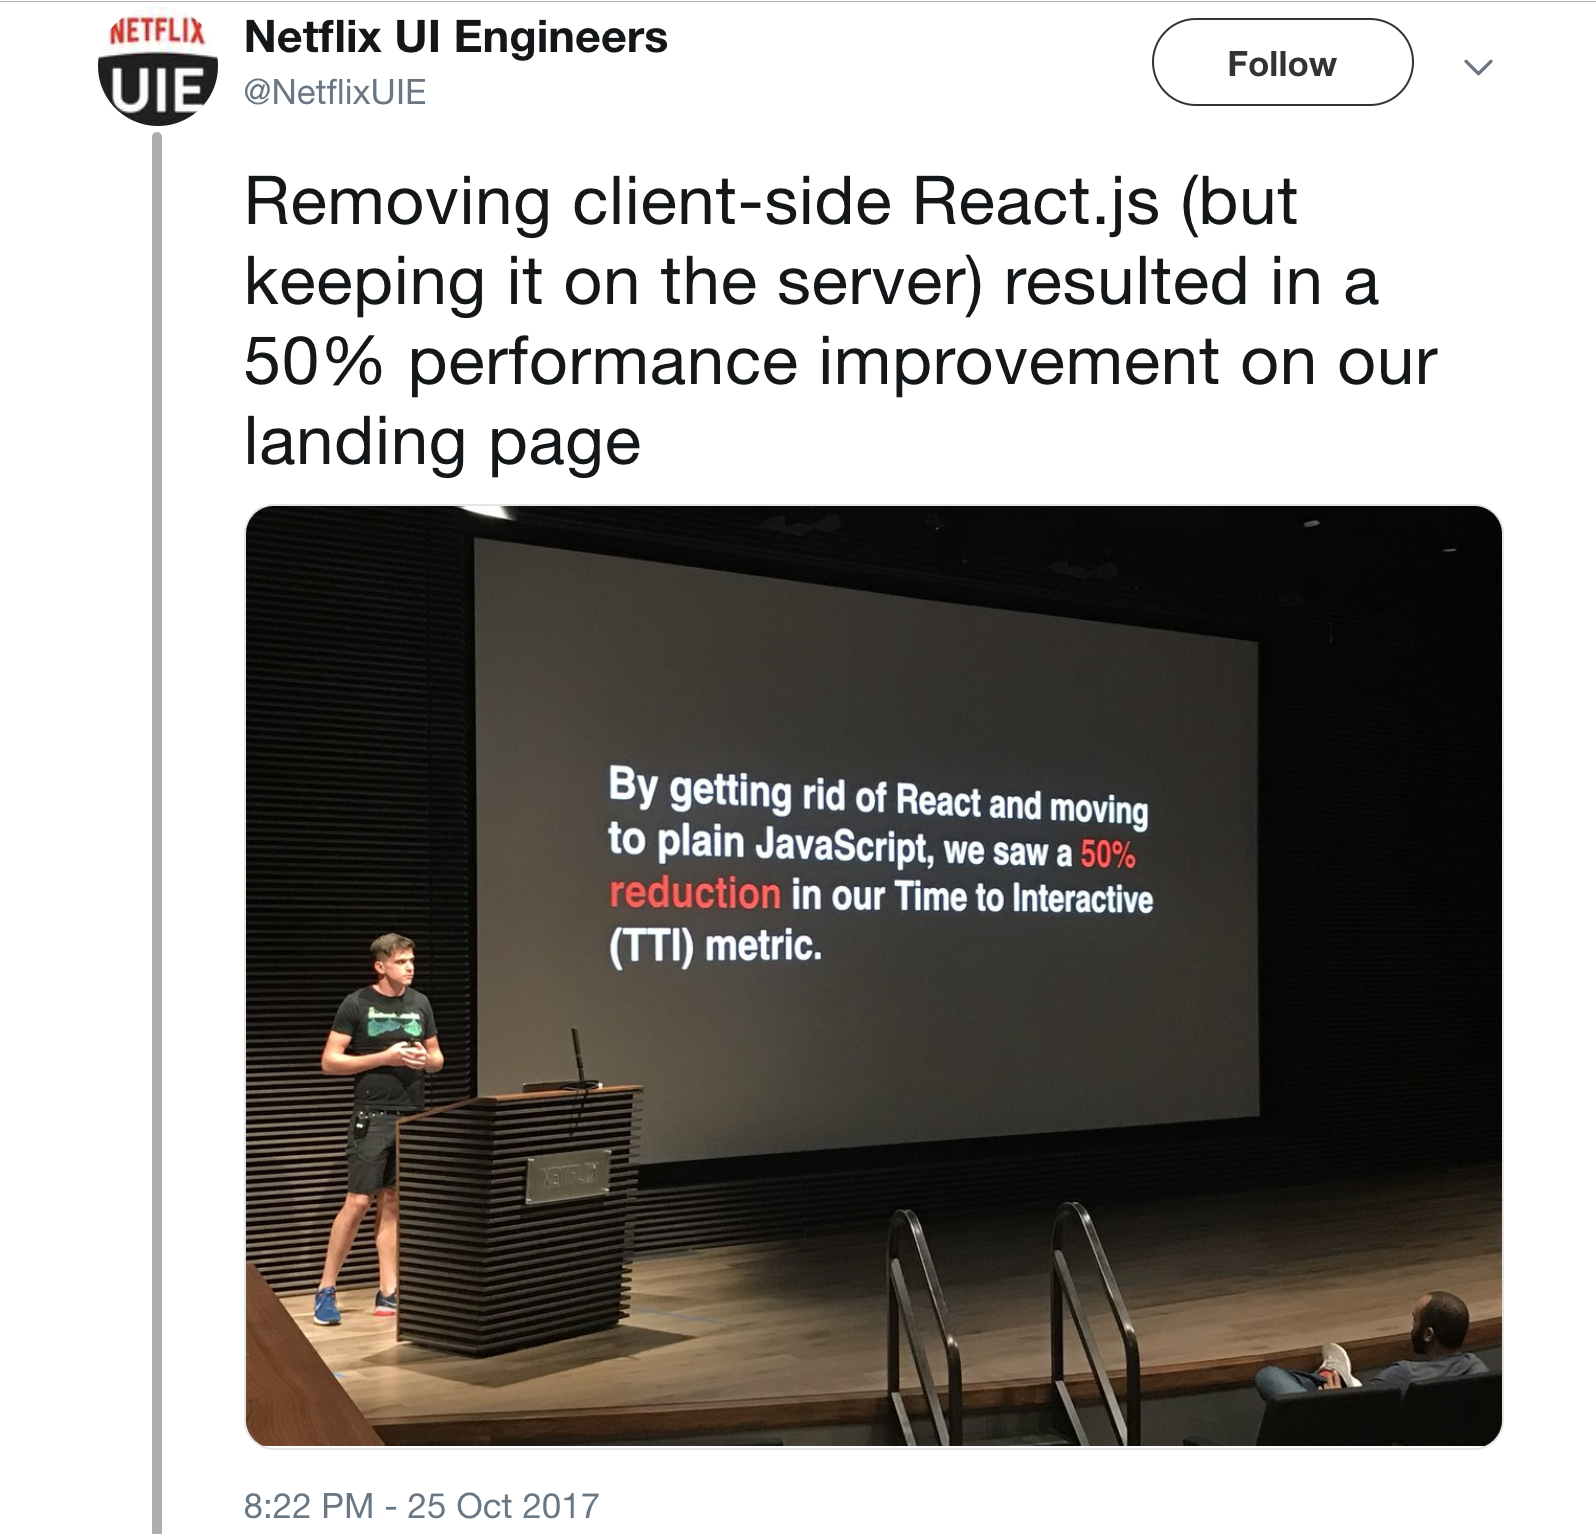 NETFLIX
UIE
Netflix UI Engineers
@NetflixUIE
Follow
Removing client-side React.js (but
keeping it on the server) resulted in a
50% performance improvement on our
landing page
By getting rid of React and moving
to plain JavaScript, we saw a 50%
reduction in our Time to Interactive
(TTI) metric.
NETFLIX
8:22 PM - 25 Oct 2017